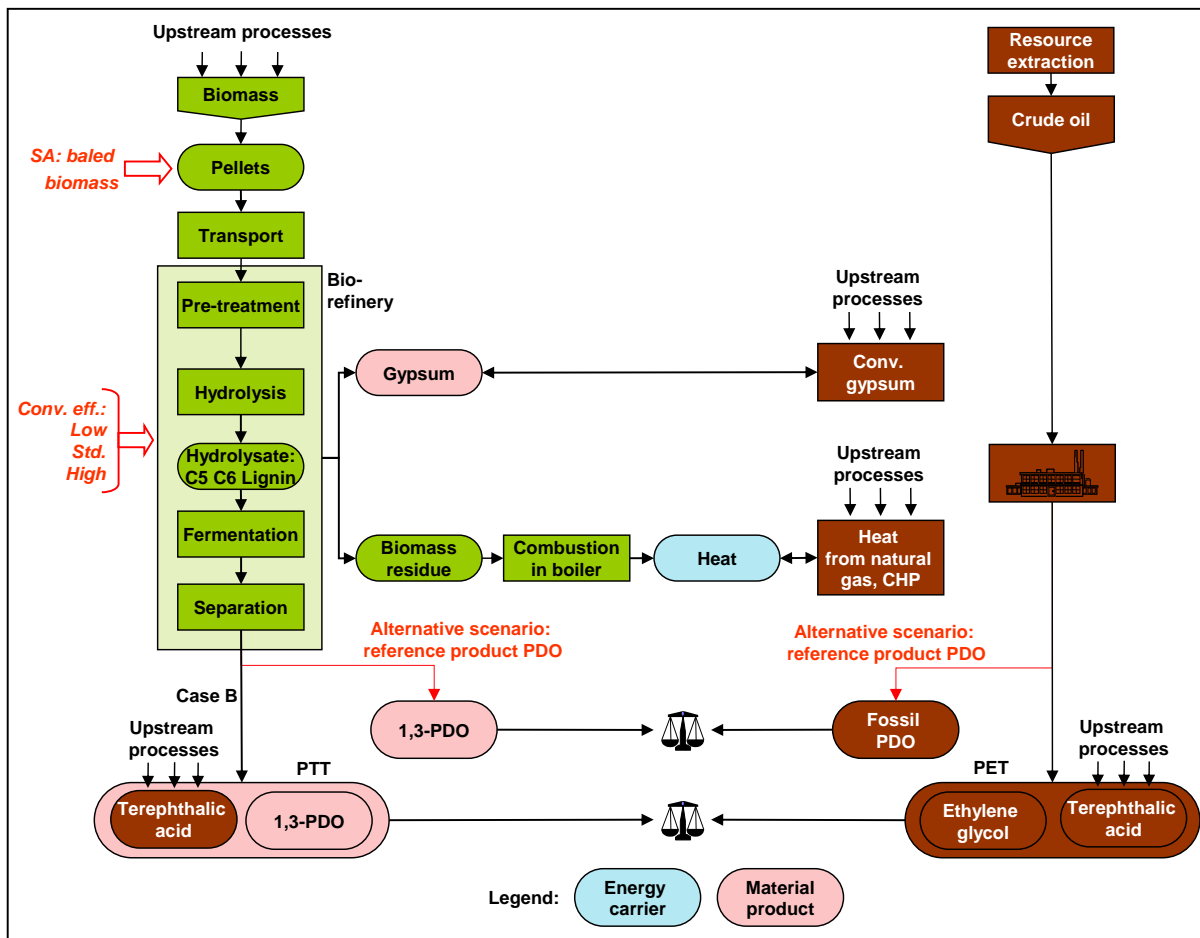 Upstream processes
Biomass
SA: baled
biomass
Pellets
Transport
Bio-
refinery
Pre-treatment
Hydrolysis
Conv. eff.:
Low
Std.
High
Hydrolysate:
C5 C6 Lignin
Fermentation
Separation
Gypsum
Upstream
processes
Conv.
gypsum
Biomass
residue
Combustion
in boiler
Heat
Upstream
processes
Heat
from natural
gas, CHP
Resource
extraction
Crude oil
Alternative scenario:
reference product PDO
Alternative scenario:
reference product PDO
Case B
1,3-PDO
Fossil
PDO
Upstream
processes
PTT
Terephthalic
acid
1,3-PDO
Upstream
processes
PET
Ethylene
glycol
Terephthalic
acid
Legend:
Energy
carrier
Material
product